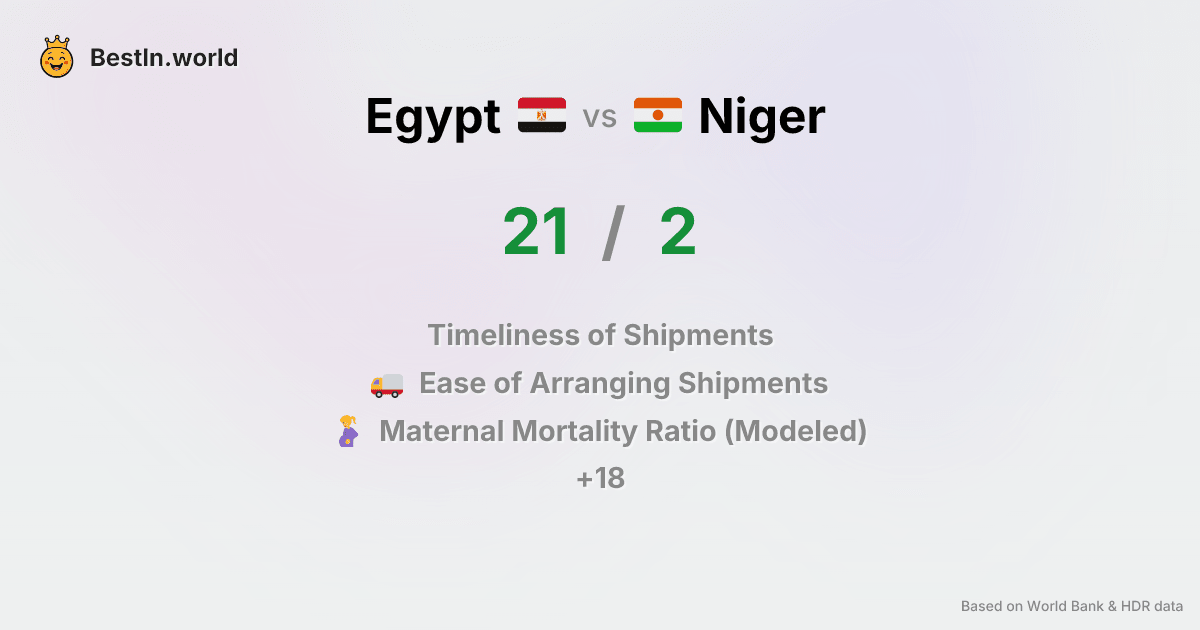 BestIn.world
Egypt vs Niger
21 / 2
Timeliness of Shipments
Ease of Arranging Shipments
Maternal Mortality Ratio (Modeled)
+18
Based on World Bank & HDR data